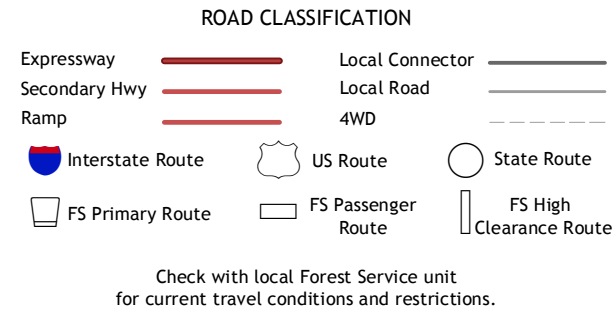 ROAD CLASSIFICATION
Expressway
Local Connector
Secondary Hwy
Local Road
Ramp
4WD
Interstate Route
US Route
State Route
FS Primary Route
FS Passenger
Route
FS High
Clearance Route
Check with local Forest Service unit
for current travel conditions and restrictions.